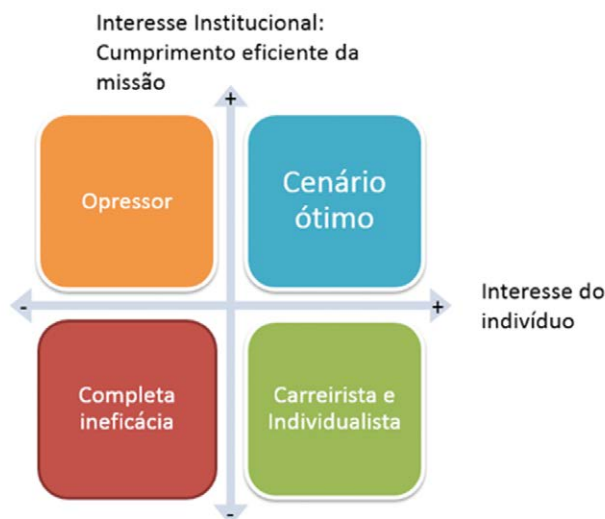 Interesse Institucional:
Cumprimento eficiente da
missão
+
Opressor
Cenário
ótimo
-
+
Interesse do
indivíduo
Completa
ineficácia
Carreirista e
Individualista
-